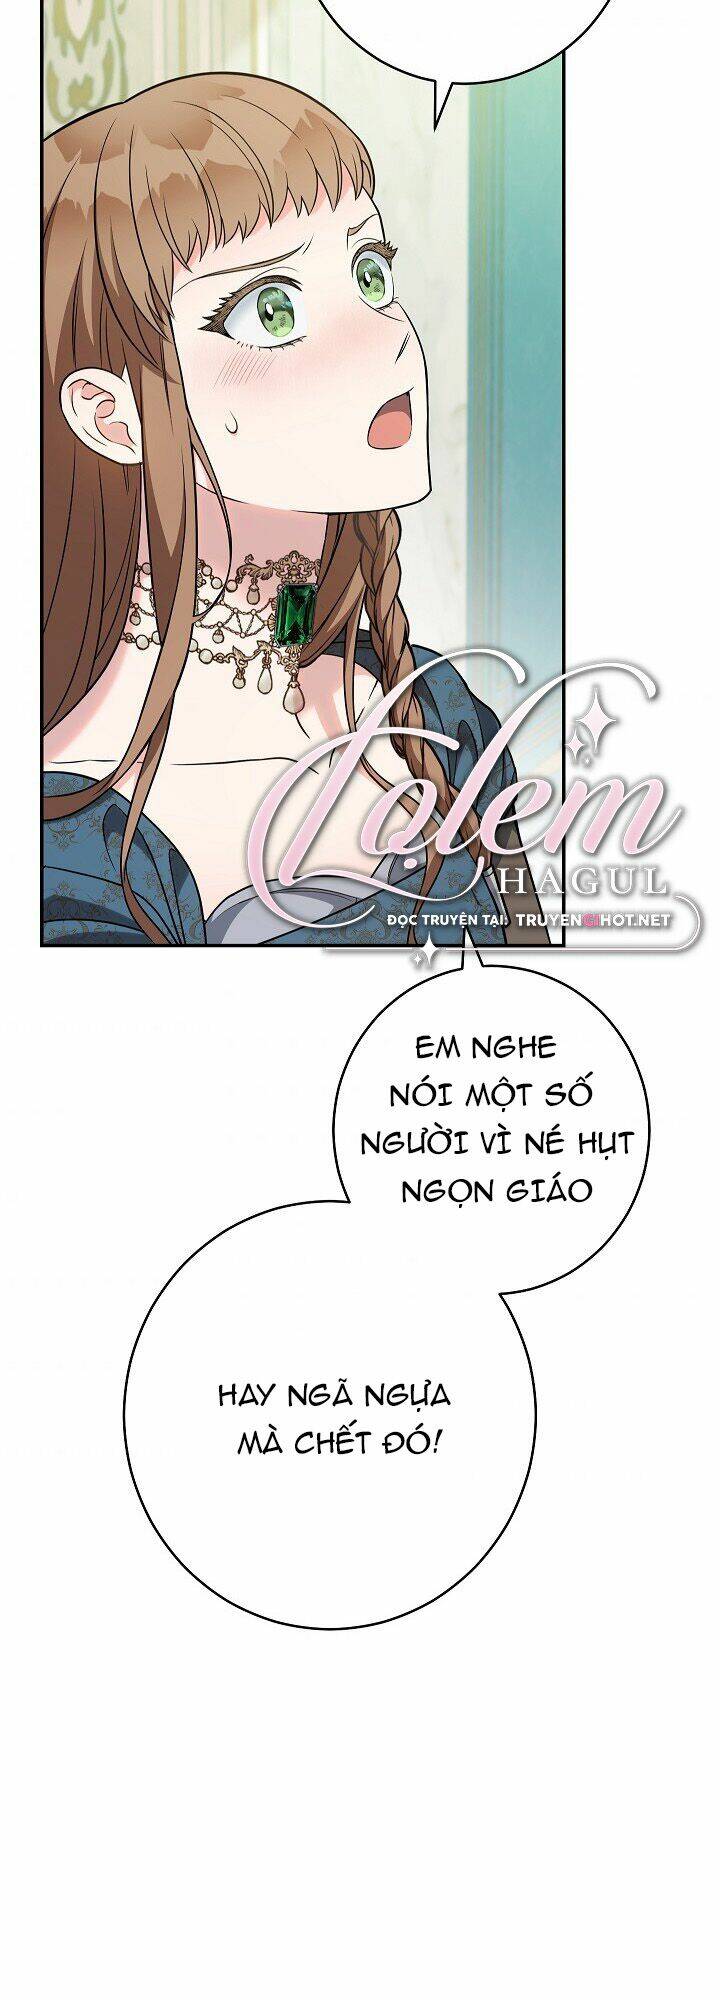 Lọlem
HAGUL
ĐỌC TRUYỆN TẠI: TRUYENGIHOT.NET
EM NGHE
NÓI MỘT SỐ
NGƯỜI VÌ NÉ HỤT
NGỌN GIÁO
HAY NGÃ NGỰA
MÀ CHẾT ĐÓ!